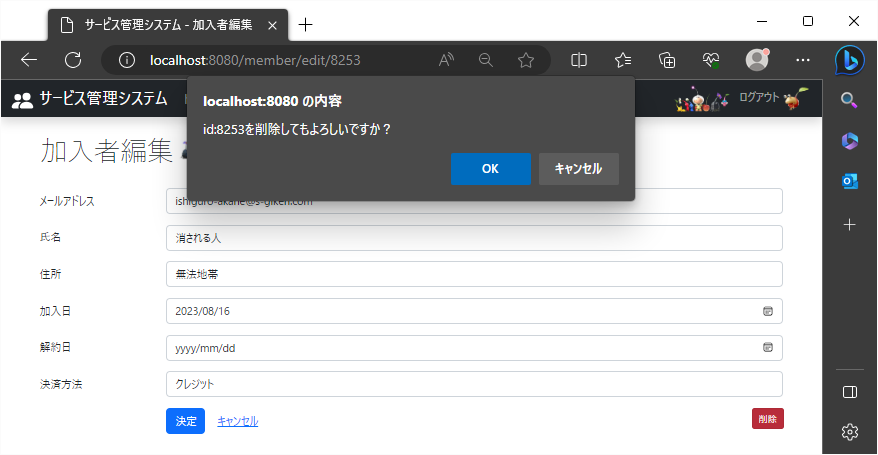 サービス管理システム - 加入者編集
localhost:8080/member/edit/8253
サービス管理システム
ログアウト
localhost:8080 の内容
id:8253を削除してもよろしいですか？
OK
キャンセル
加入者編集
メールアドレス
ishiguro-akane@s-giken.com
氏名
消される人
住所
無法地帯
加入日
2023/08/16
解約日
yyyy/mm/dd
決済方法
クレジット
決定
キャンセル
削除